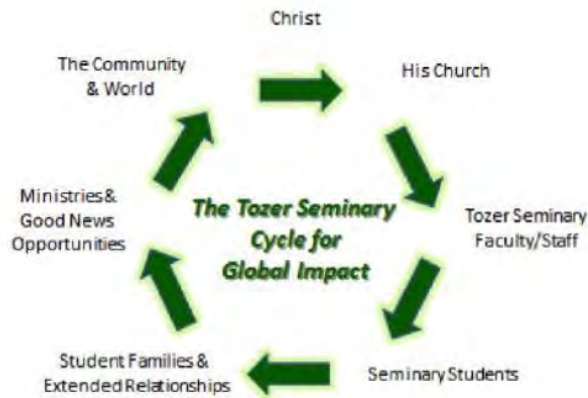 Christ
His Church
Tozer Seminary
Faculty/Staff
Seminary Students
Student Families &
Extended Relationships
Ministries &
Good News
Opportunities
The Community
& World
The Tozer Seminary
Cycle for
Global Impact